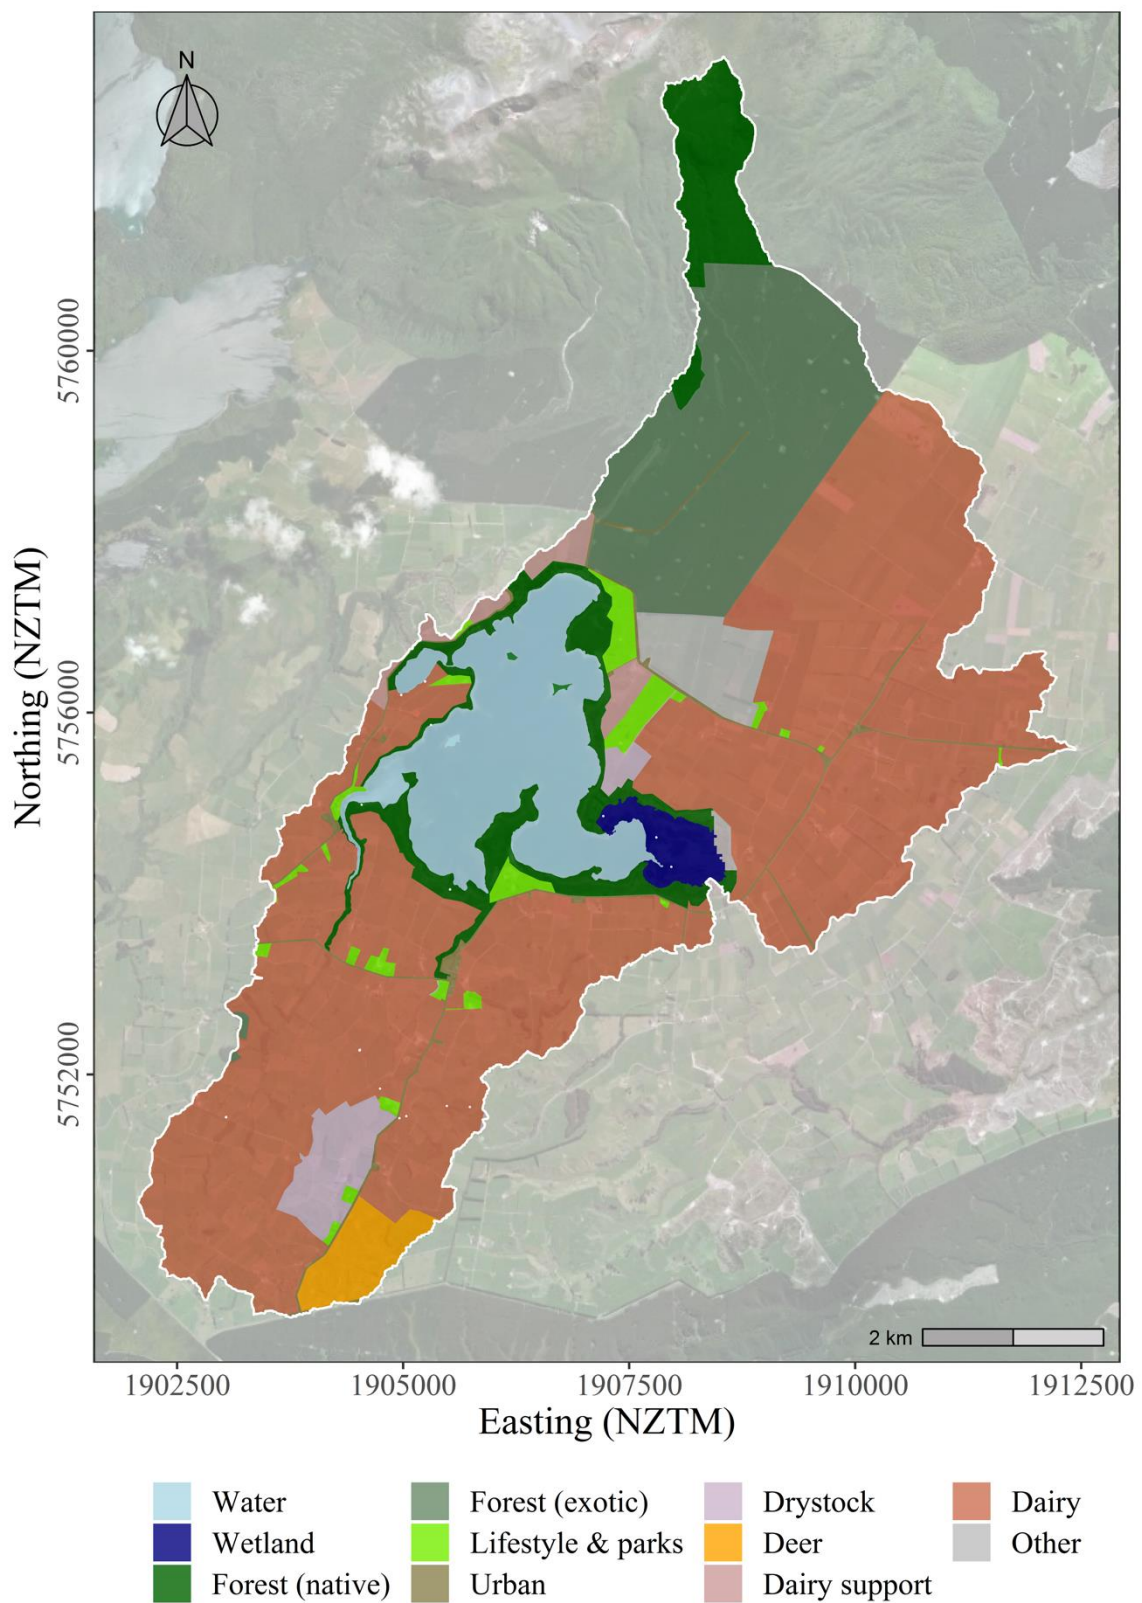 N
5760000
5756000
5752000
Northing (NZTM)
2 km
1902500 1905000 1907500 1910000 1912500
Easting (NZTM)
Water Forest (exotic) Drystock Dairy
Wetland Lifestyle & parks Deer Other
Forest (native) Urban Dairy support